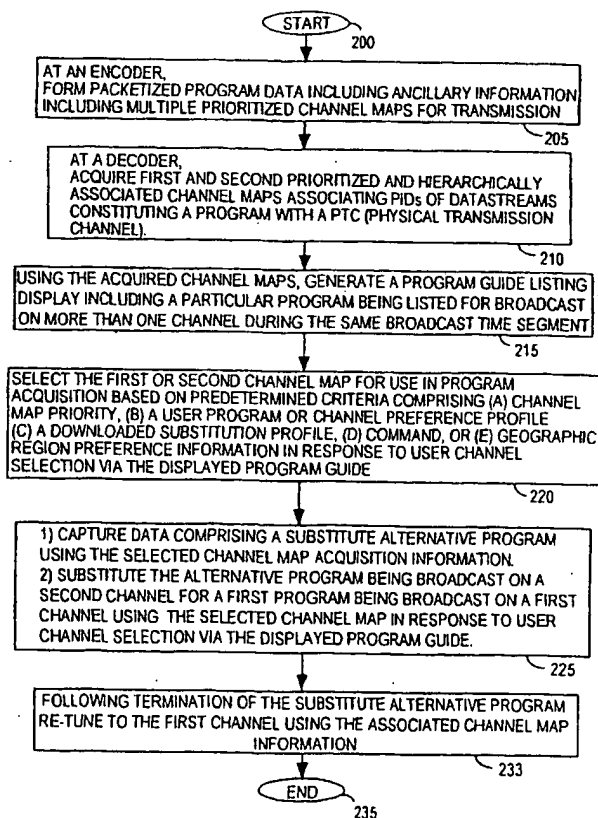 START
200
AT AN ENCODER,
FORM PACKETIZED PROGRAM DATA INCLUDING ANCILLARY INFORMATION
INCLUDING MULTIPLE PRIORITIZED CHANNEL MAPS FOR TRANSMISSION
205
AT A DECODER,
ACQUIRE FIRST AND SECOND PRIORITIZED AND HIERARCHICALLY
ASSOCIATED CHANNEL MAPS ASSOCIATING PIDs OF DATASTREAMS
CONSTITUTING A PROGRAM WITH A PTC (PHYSICAL TRANSMISSION
CHANNEL).
210
USING THE ACQUIRED CHANNEL MAPS, GENERATE A PROGRAM GUIDE LISTING
DISPLAY INCLUDING A PARTICULAR PROGRAM BEING LISTED FOR BROADCAST
ON MORE THAN ONE CHANNEL DURING THE SAME BROADCAST TIME SEGMENT
215
SELECT THE FIRST OR SECOND CHANNEL MAP FOR USE IN PROGRAM
ACQUISITION BASED ON PREDETERMINED CRITERIA COMPRISING (A) CHANNEL
MAP PRIORITY, (B) A USER PROGRAM OR CHANNEL PREFERENCE PROFILE
(C) A DOWNLOADED SUBSTITUTION PROFILE, (D) COMMAND, OR (E) GEOGRAPHIC
REGION PREFERENCE INFORMATION IN RESPONSE TO USER CHANNEL
SELECTION VIA THE DISPLAYED PROGRAM GUIDE
220
1) CAPTURE DATA COMPRISING A SUBSTITUTE ALTERNATIVE PROGRAM
USING THE SELECTED CHANNEL MAP ACQUISITION INFORMATION.
2) SUBSTITUTE THE ALTERNATIVE PROGRAM BEING BROADCAST ON A
SECOND CHANNEL FOR A FIRST PROGRAM BEING BROADCAST ON A FIRST
CHANNEL USING THE SELECTED CHANNEL MAP IN RESPONSE TO USER
CHANNEL SELECTION VIA THE DISPLAYED PROGRAM GUIDE.
225
FOLLOWING TERMINATION OF THE SUBSTITUTE ALTERNATIVE PROGRAM
RE-TUNE TO THE FIRST CHANNEL USING THE ASSOCIATED CHANNEL MAP
INFORMATION
233
END
235